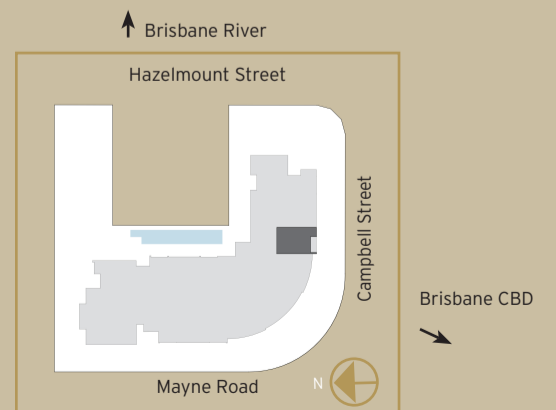 Brisbane River
Hazelmount Street
Campbell Street
Brisbane CBD
Mayne Road
N